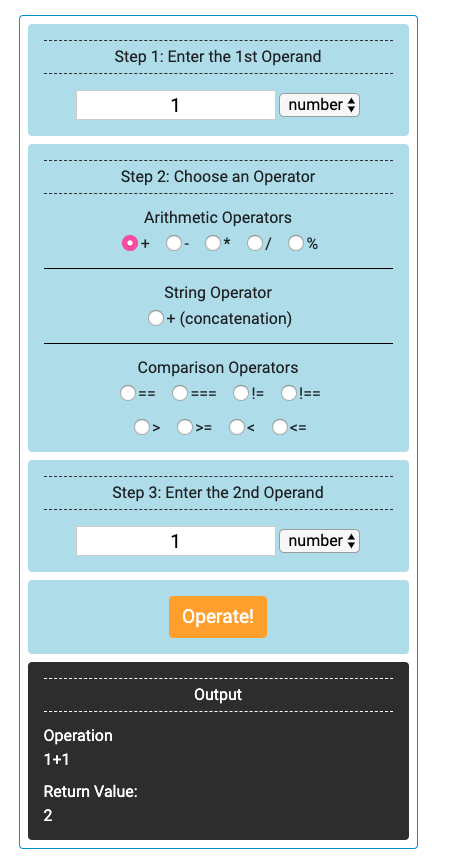 Step 1: Enter the 1st Operand
1 number
Step 2: Choose an Operator
Arithmetic Operators
+ - * / %
String Operator
+ (concatenation)
Comparison Operators
== === != !==
> >= < <=
Step 3: Enter the 2nd Operand
1 number
Operate!
Output
Operation
1+1
Return Value:
2